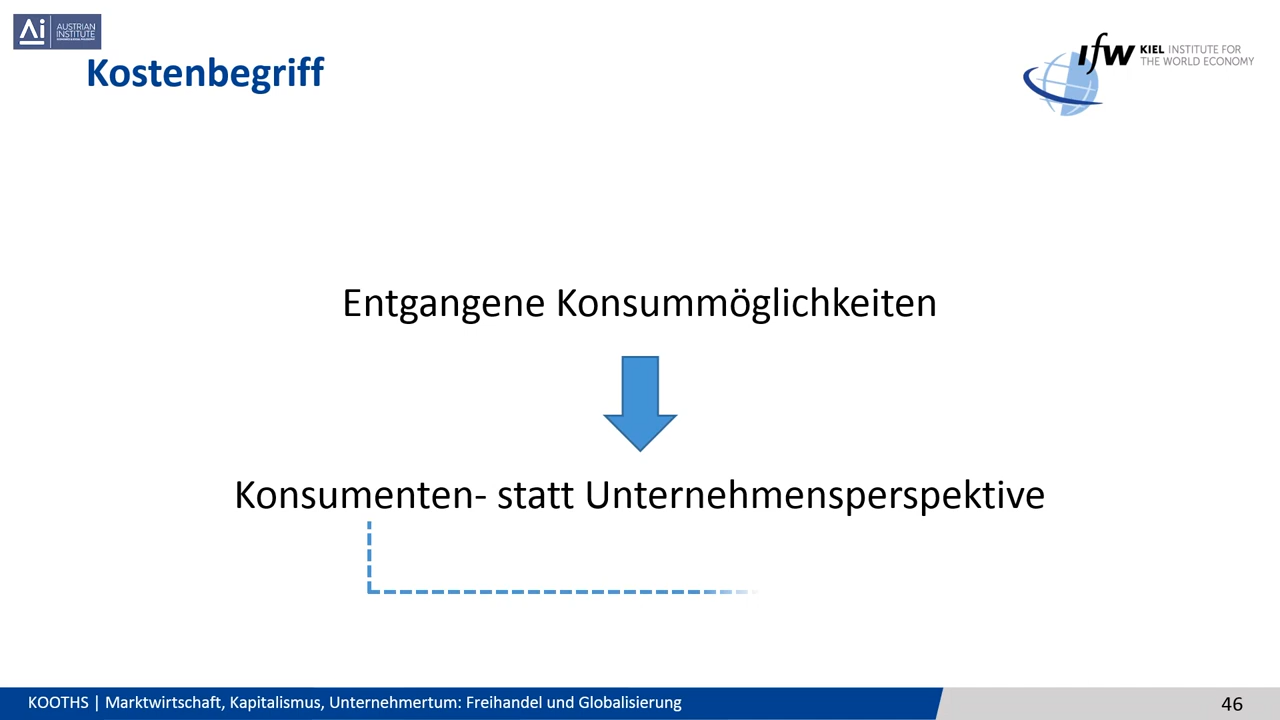 Ai
AUSTRIAN
INSTITUTE
Kostenbegriff
IfW
KIEL INSTITUTE FOR
THE WORLD ECONOMY
Entgangene Konsummöglichkeiten
Konsumenten- statt Unternehmensperspektive
KOOTHS | Marktwirtschaft, Kapitalismus, Unternehmertum: Freihandel und Globalisierung
46